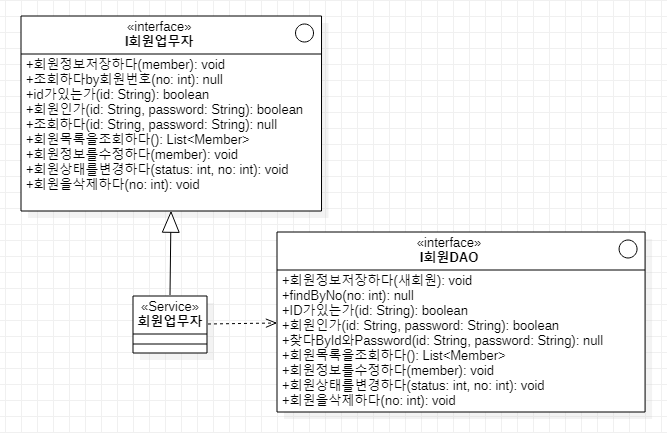 «interface»
I회원업무자
+회원정보저장하다(member): void
+조회하다by회원번호(no: int): null
+id가있는가(id: String): boolean
+회원인가(id: String, password: String): boolean
+조회하다(id: String, password: String): null
+회원목록을조회하다(): List<Member>
+회원정보를수정하다(member): void
+회원상태를변경하다(status: int, no: int): void
+회원을삭제하다(no: int): void
«Service»
회원업무자
«interface»
I회원DAO
+회원정보저장하다(새회원): void
+findByNo(no: int): null
+ID가있는가(id: String): boolean
+회원인가(id: String, password: String): boolean
+찾다ById와Password(id: String, password: String): null
+회원목록을조회하다(): List<Member>
+회원정보를수정하다(member): void
+회원상태를변경하다(status: int, no: int): void
+회원을삭제하다(no: int): void